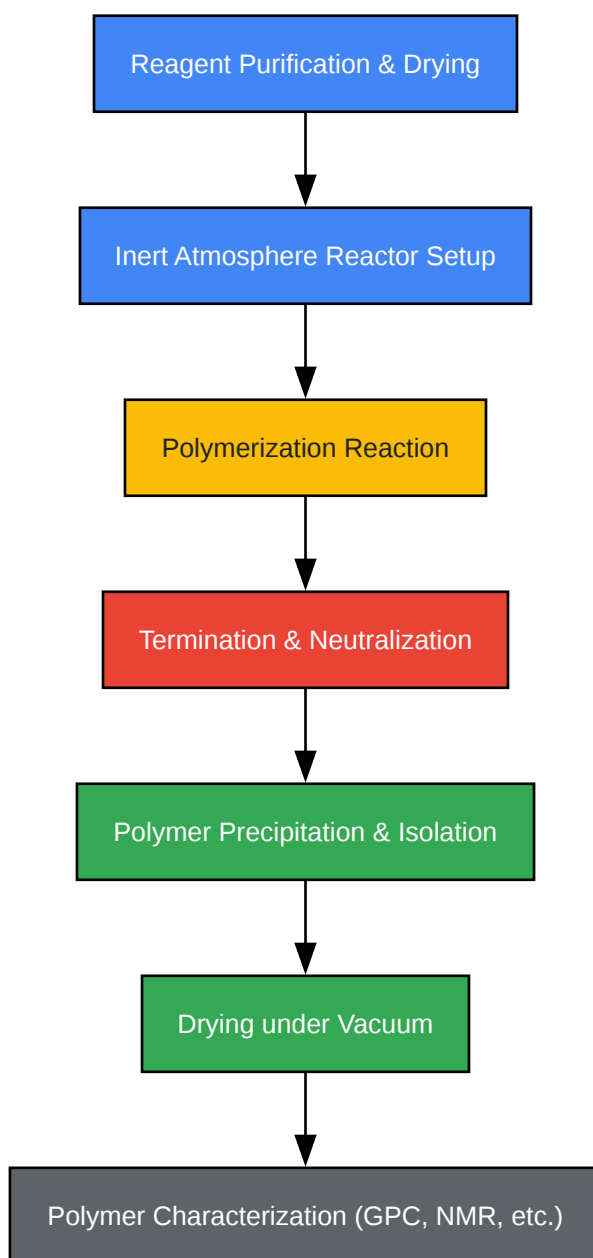 Reagent Purification & Drying
Inert Atmosphere Reactor Setup
Polymerization Reaction
Termination & Neutralization
Polymer Precipitation & Isolation
Drying under Vacuum
Polymer Characterization (GPC, NMR, etc.)